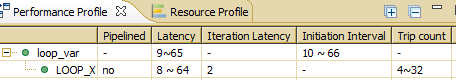 Performance Profile Resource Profile
Pipelined Latency Iteration Latency Initiation Interval Trip count
loop_var - 9~65 - 10 ~ 66 -
LOOP_X no 8 ~ 64 2 - 4~32